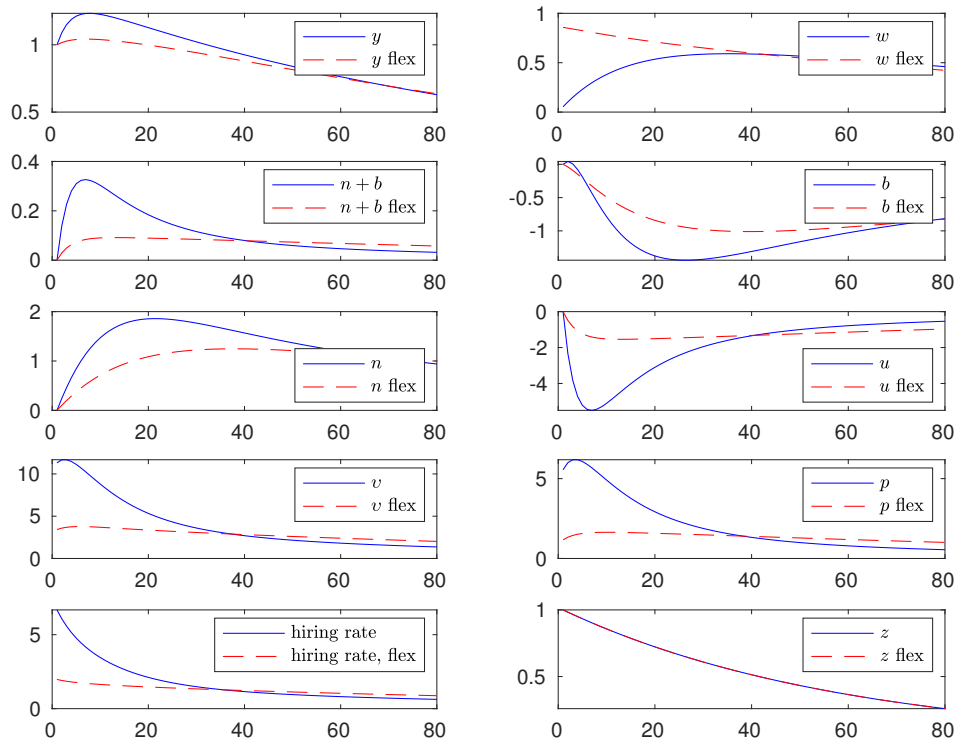 1
0.5
y
y flex
0 20 40 60 80
1
0.5
0
w
w flex
0 20 40 60 80
0.4
0.2
0
n + b
n + b flex
0 20 40 60 80
0
-0.5
-1
b
b flex
0 20 40 60 80
2
1
0
n
n flex
0 20 40 60 80
0
-2
-4
u
u flex
0 20 40 60 80
10
5
0
v
v flex
0 20 40 60 80
5
0
p
p flex
0 20 40 60 80
5
0
hiring rate
hiring rate, flex
0 20 40 60 80
1
0.5
z
z flex
0 20 40 60 80